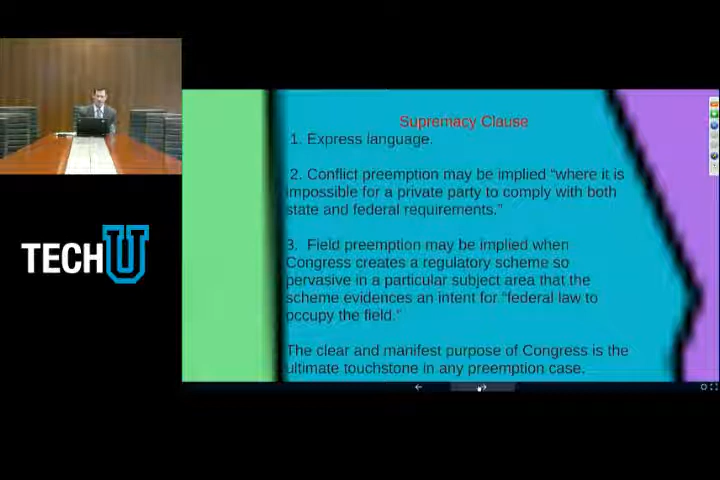 Supremacy Clause
1. Express language.
2. Conflict preemption may be implied “where it is
impossible for a private party to comply with both
state and federal requirements.”
3. Field preemption may be implied when
Congress creates a regulatory scheme so
pervasive in a particular subject area that the
scheme evidences an intent for “federal law to
occupy the field.”
The clear and manifest purpose of Congress is the
ultimate touchstone in any preemption case.
TECHU